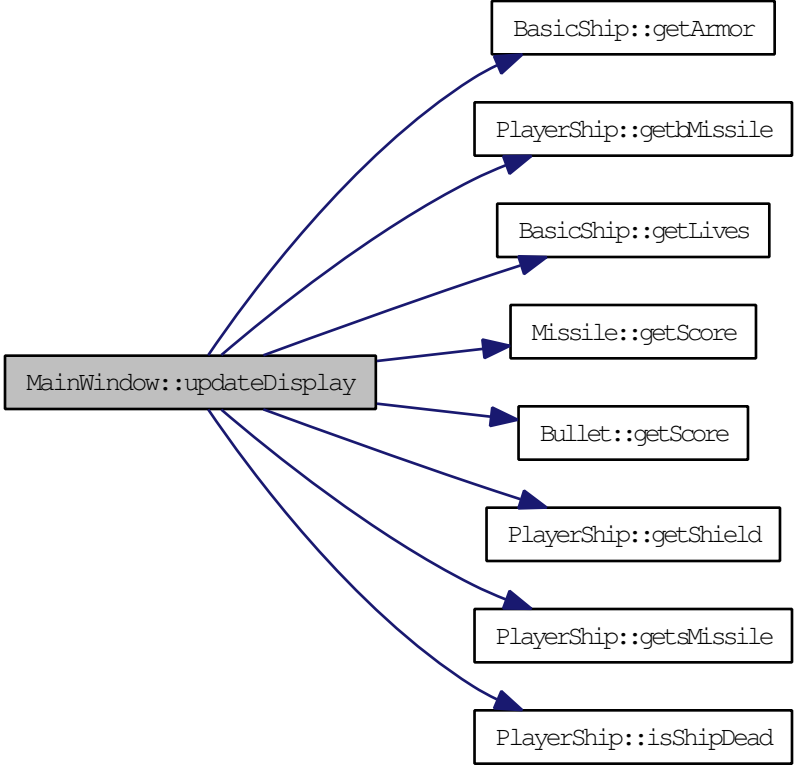 BasicShip::getArmor
PlayerShip::getbMissile
BasicShip::getLives
Missile::getScore
MainWindow::updateDisplay
Bullet::getScore
PlayerShip::getShield
PlayerShip::getsMissile
PlayerShip::isShipDead